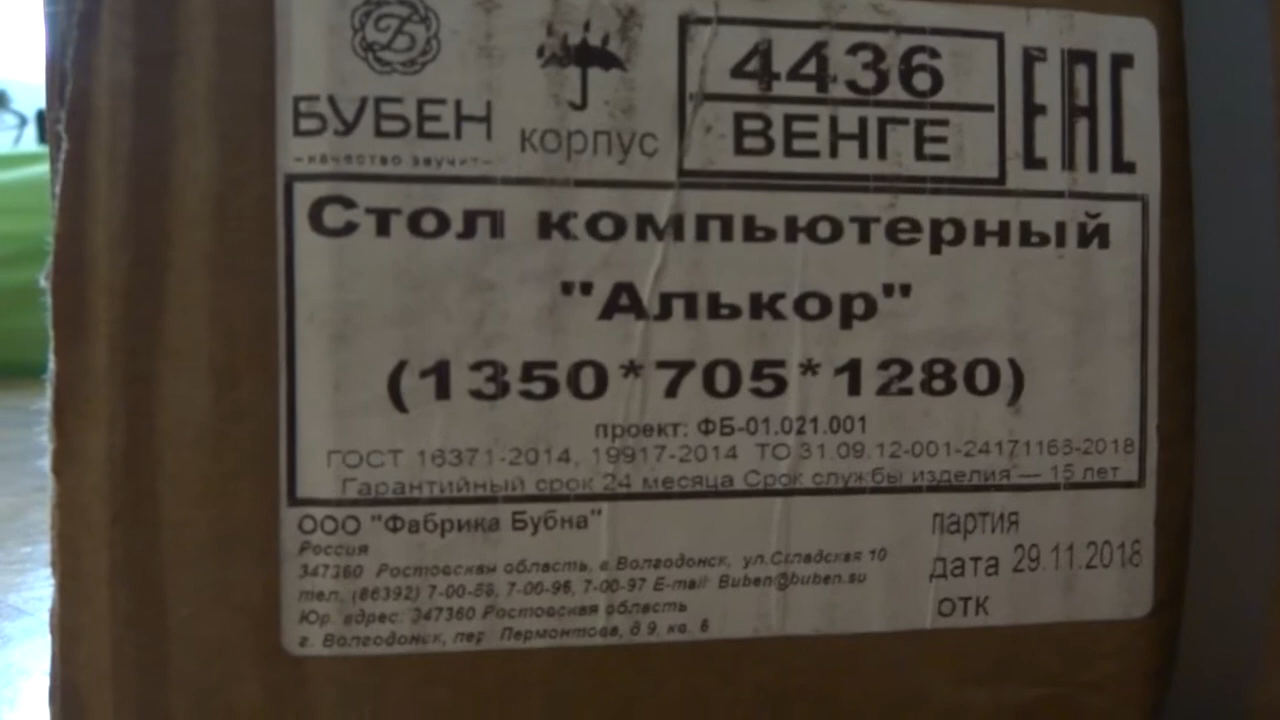 БУБЕН
–качество звучит–
корпус
4436
ВЕНГЕ
ЕАС
Стол компьютерный
"Алькор"
(1350*705*1280)
проект: ФБ-01.021.001
ГОСТ 16371-2014, 19917-2014 ТО 31.09.12-001-24171166-2018
Гарантийный срок 24 месяца Срок службы изделия — 15 лет
ООО "Фабрика Бубна"
Россия
347360 Ростовская область, г.Волгодонск, ул.Складская 10
тел. (86392) 7-00-96, 7-00-97 E-mail: Buben@buben.su
Юр. адрес: 347360 Ростовская область
г. Волгодонск, пер. д.9, кв. 6
партия
дата 29.11.2018
отк